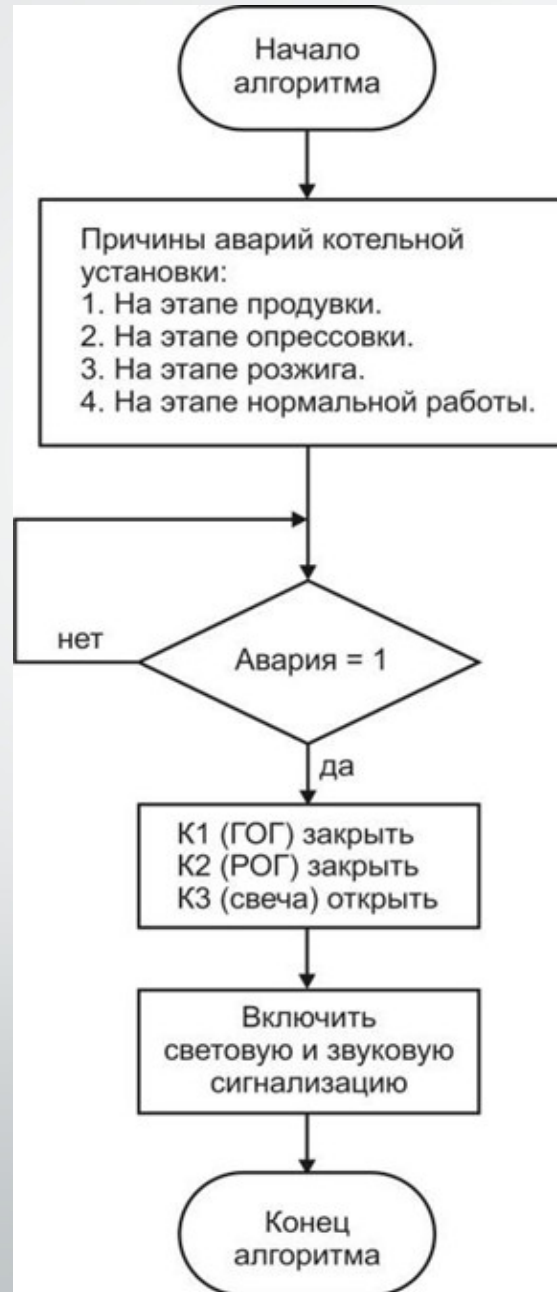 Начало
алгоритма
Причины аварий котельной
установки:
1. На этапе продувки.
2. На этапе опрессовки.
3. На этапе розжига.
4. На этапе нормальной работы.
нет
Авария = 1
да
К1 (ГОГ) закрыть
К2 (РОГ) закрыть
К3 (свеча) открыть
Включить
световую и звуковую
сигнализацию
Конец
алгоритма